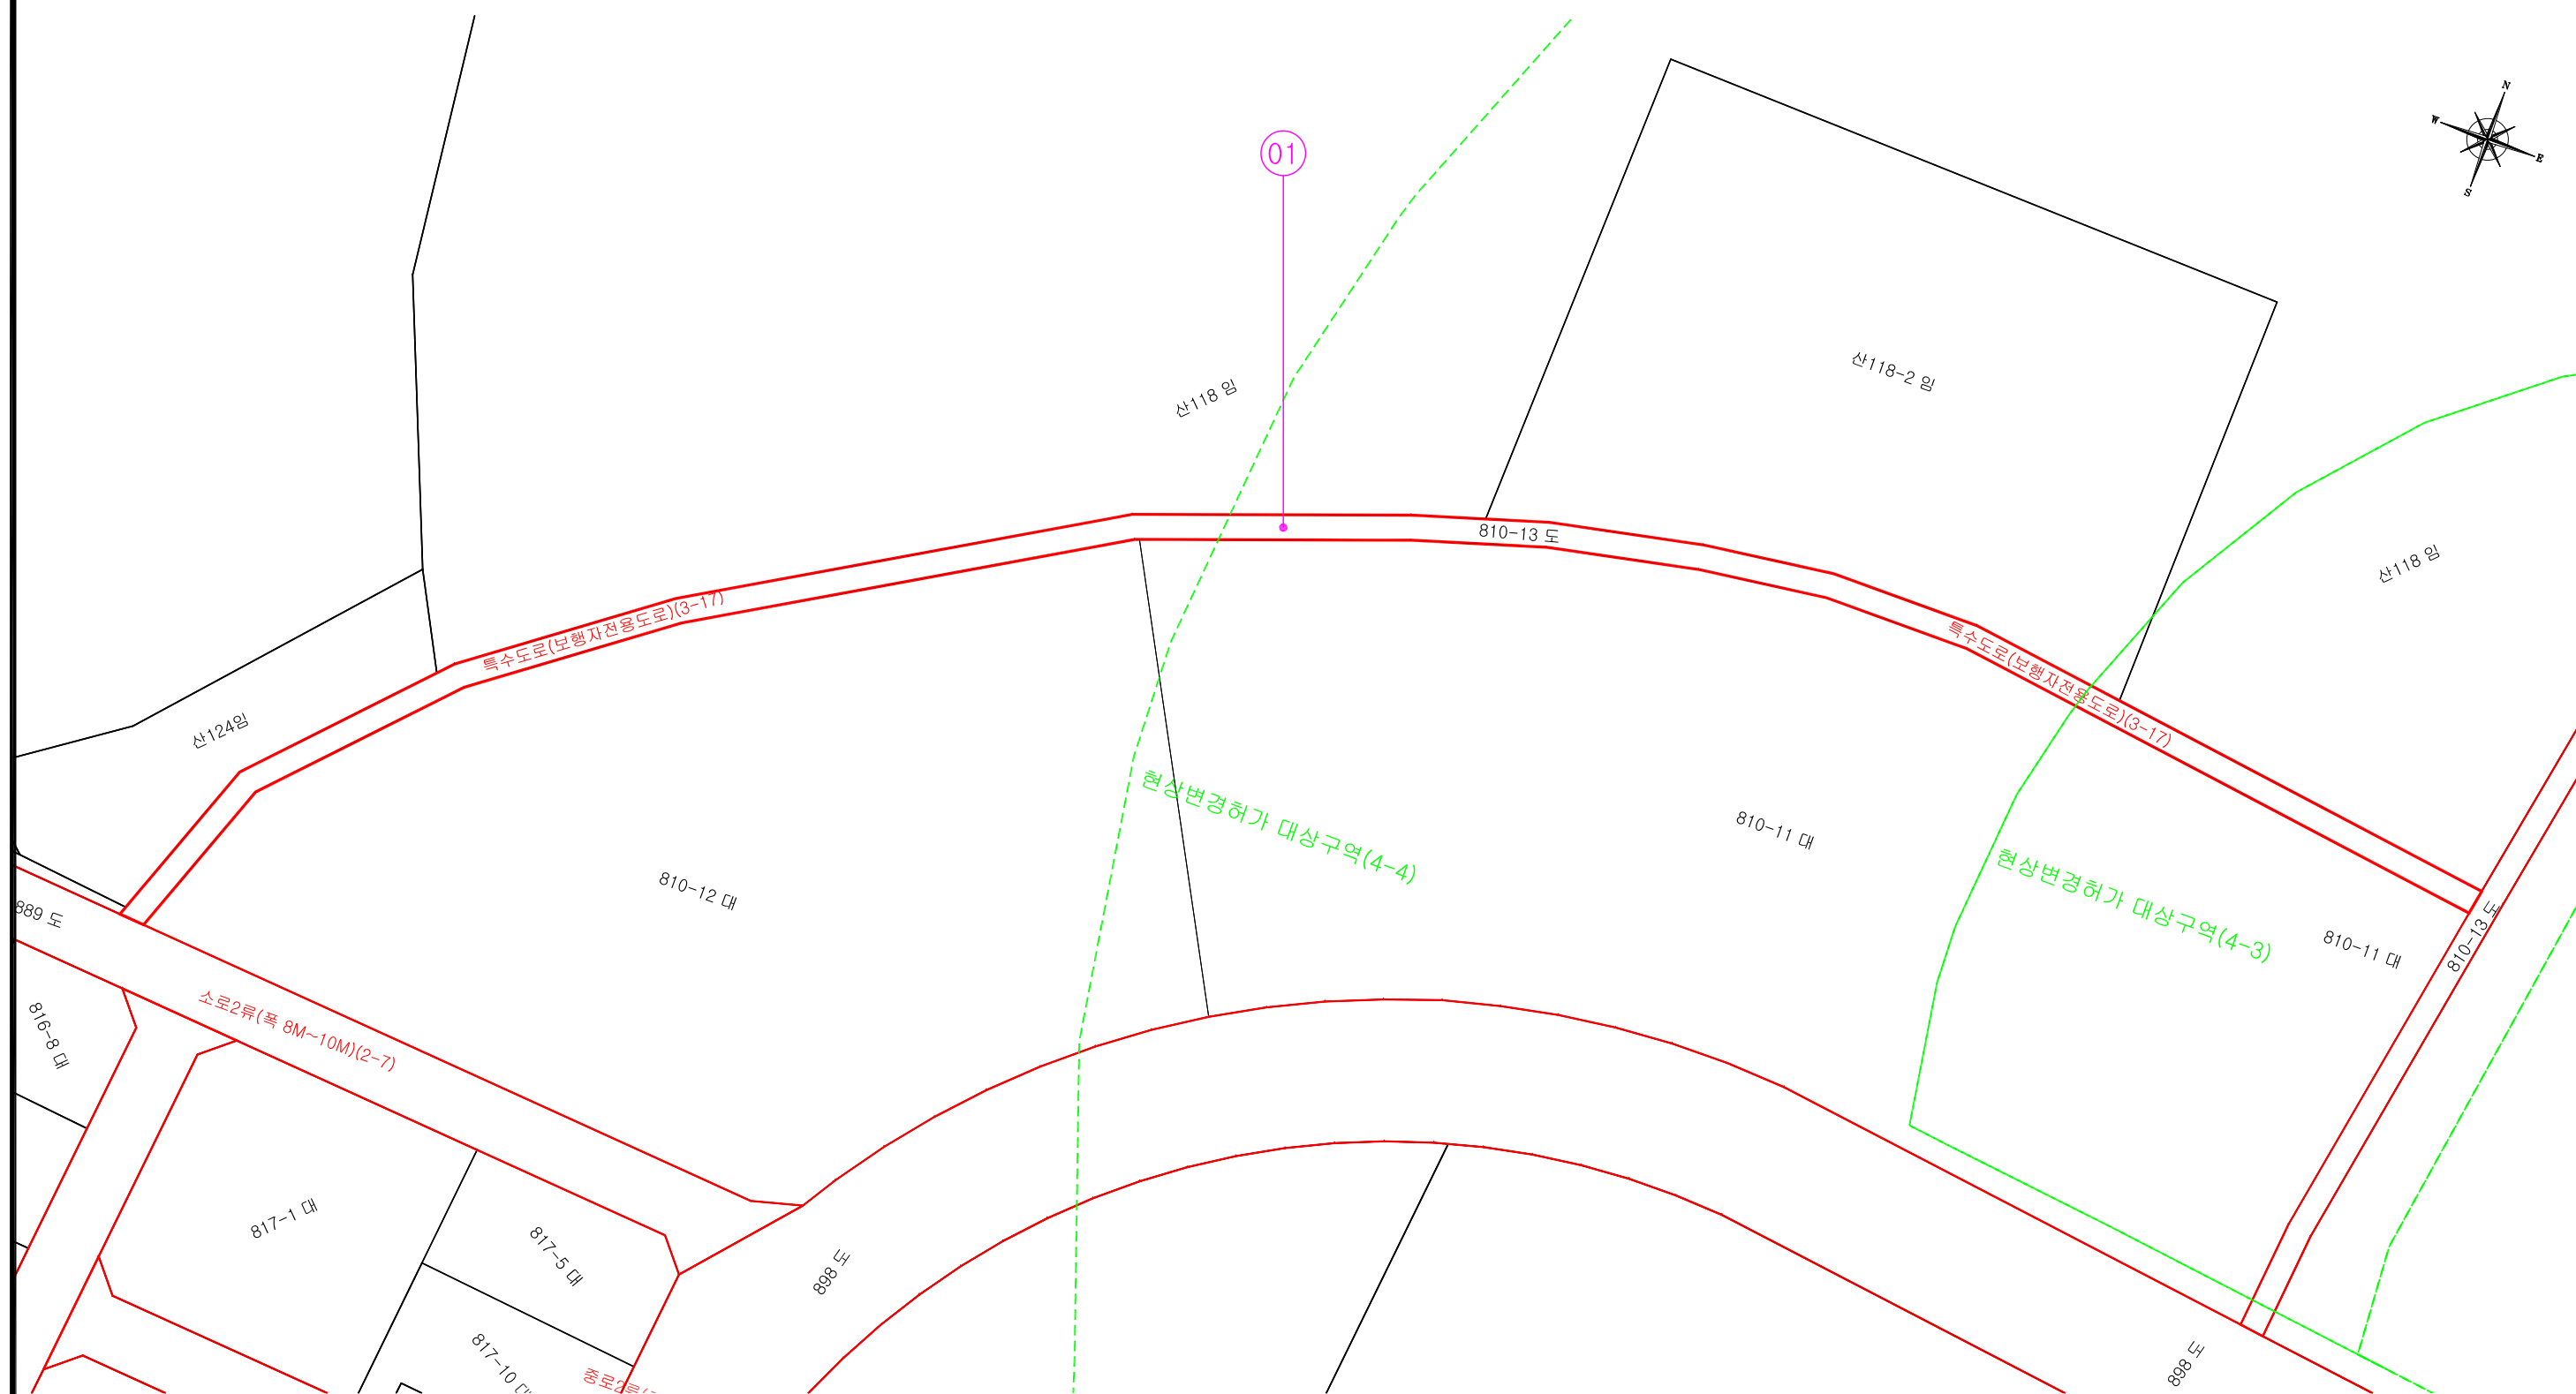 N
W
E
S
01
산118-2 임
산118 임
810-13 도
산118 임
특수도로(보행자전용도로)(3-17)
특수도로(보행자전용도로)(3-17)
산124임
현상변경허가 대상구역(4-4)
810-11 대
현상변경허가 대상구역(4-3)
810-12 대
889 도
810-11 대
810-13 도
816-8 대
소로2류(폭 8M~10M)(2-7)
817-1 대
817-5 대
898 도
817-10
898 도